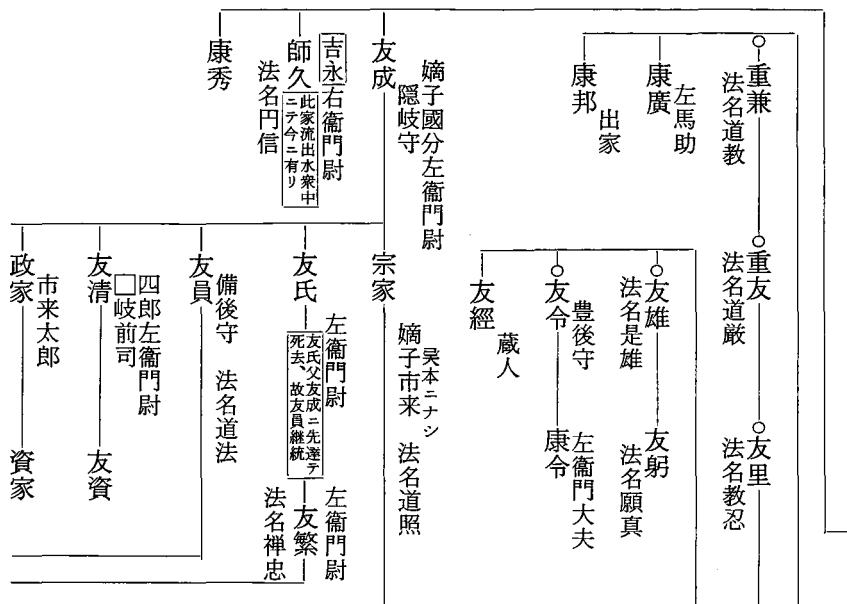 ○重兼
法名道教
○重友
法名道厳
○友里
法名教忍
康廣
左馬助
康邦
出家
○友雄
法名是雄
友躬
法名願真
○友令
豊後守
康令
左衞門大夫
友經
蔵人
嫡子國分左衞門尉
隠岐守
友成
吉永
右衞門尉
師久
此家流出水衆中
ニテ今ニ有リ
法名円信
康秀
宗家
嫡子市来 法名道照
異本ニナシ
友氏
左衞門尉
友氏父友成ニ先達テ
死去、故友員継統
友繁
左衞門尉
法名禅忠
友員
備後守 法名道法
友清
四郎左衞門尉
□岐前司
友資
政家
市来太郎
資家